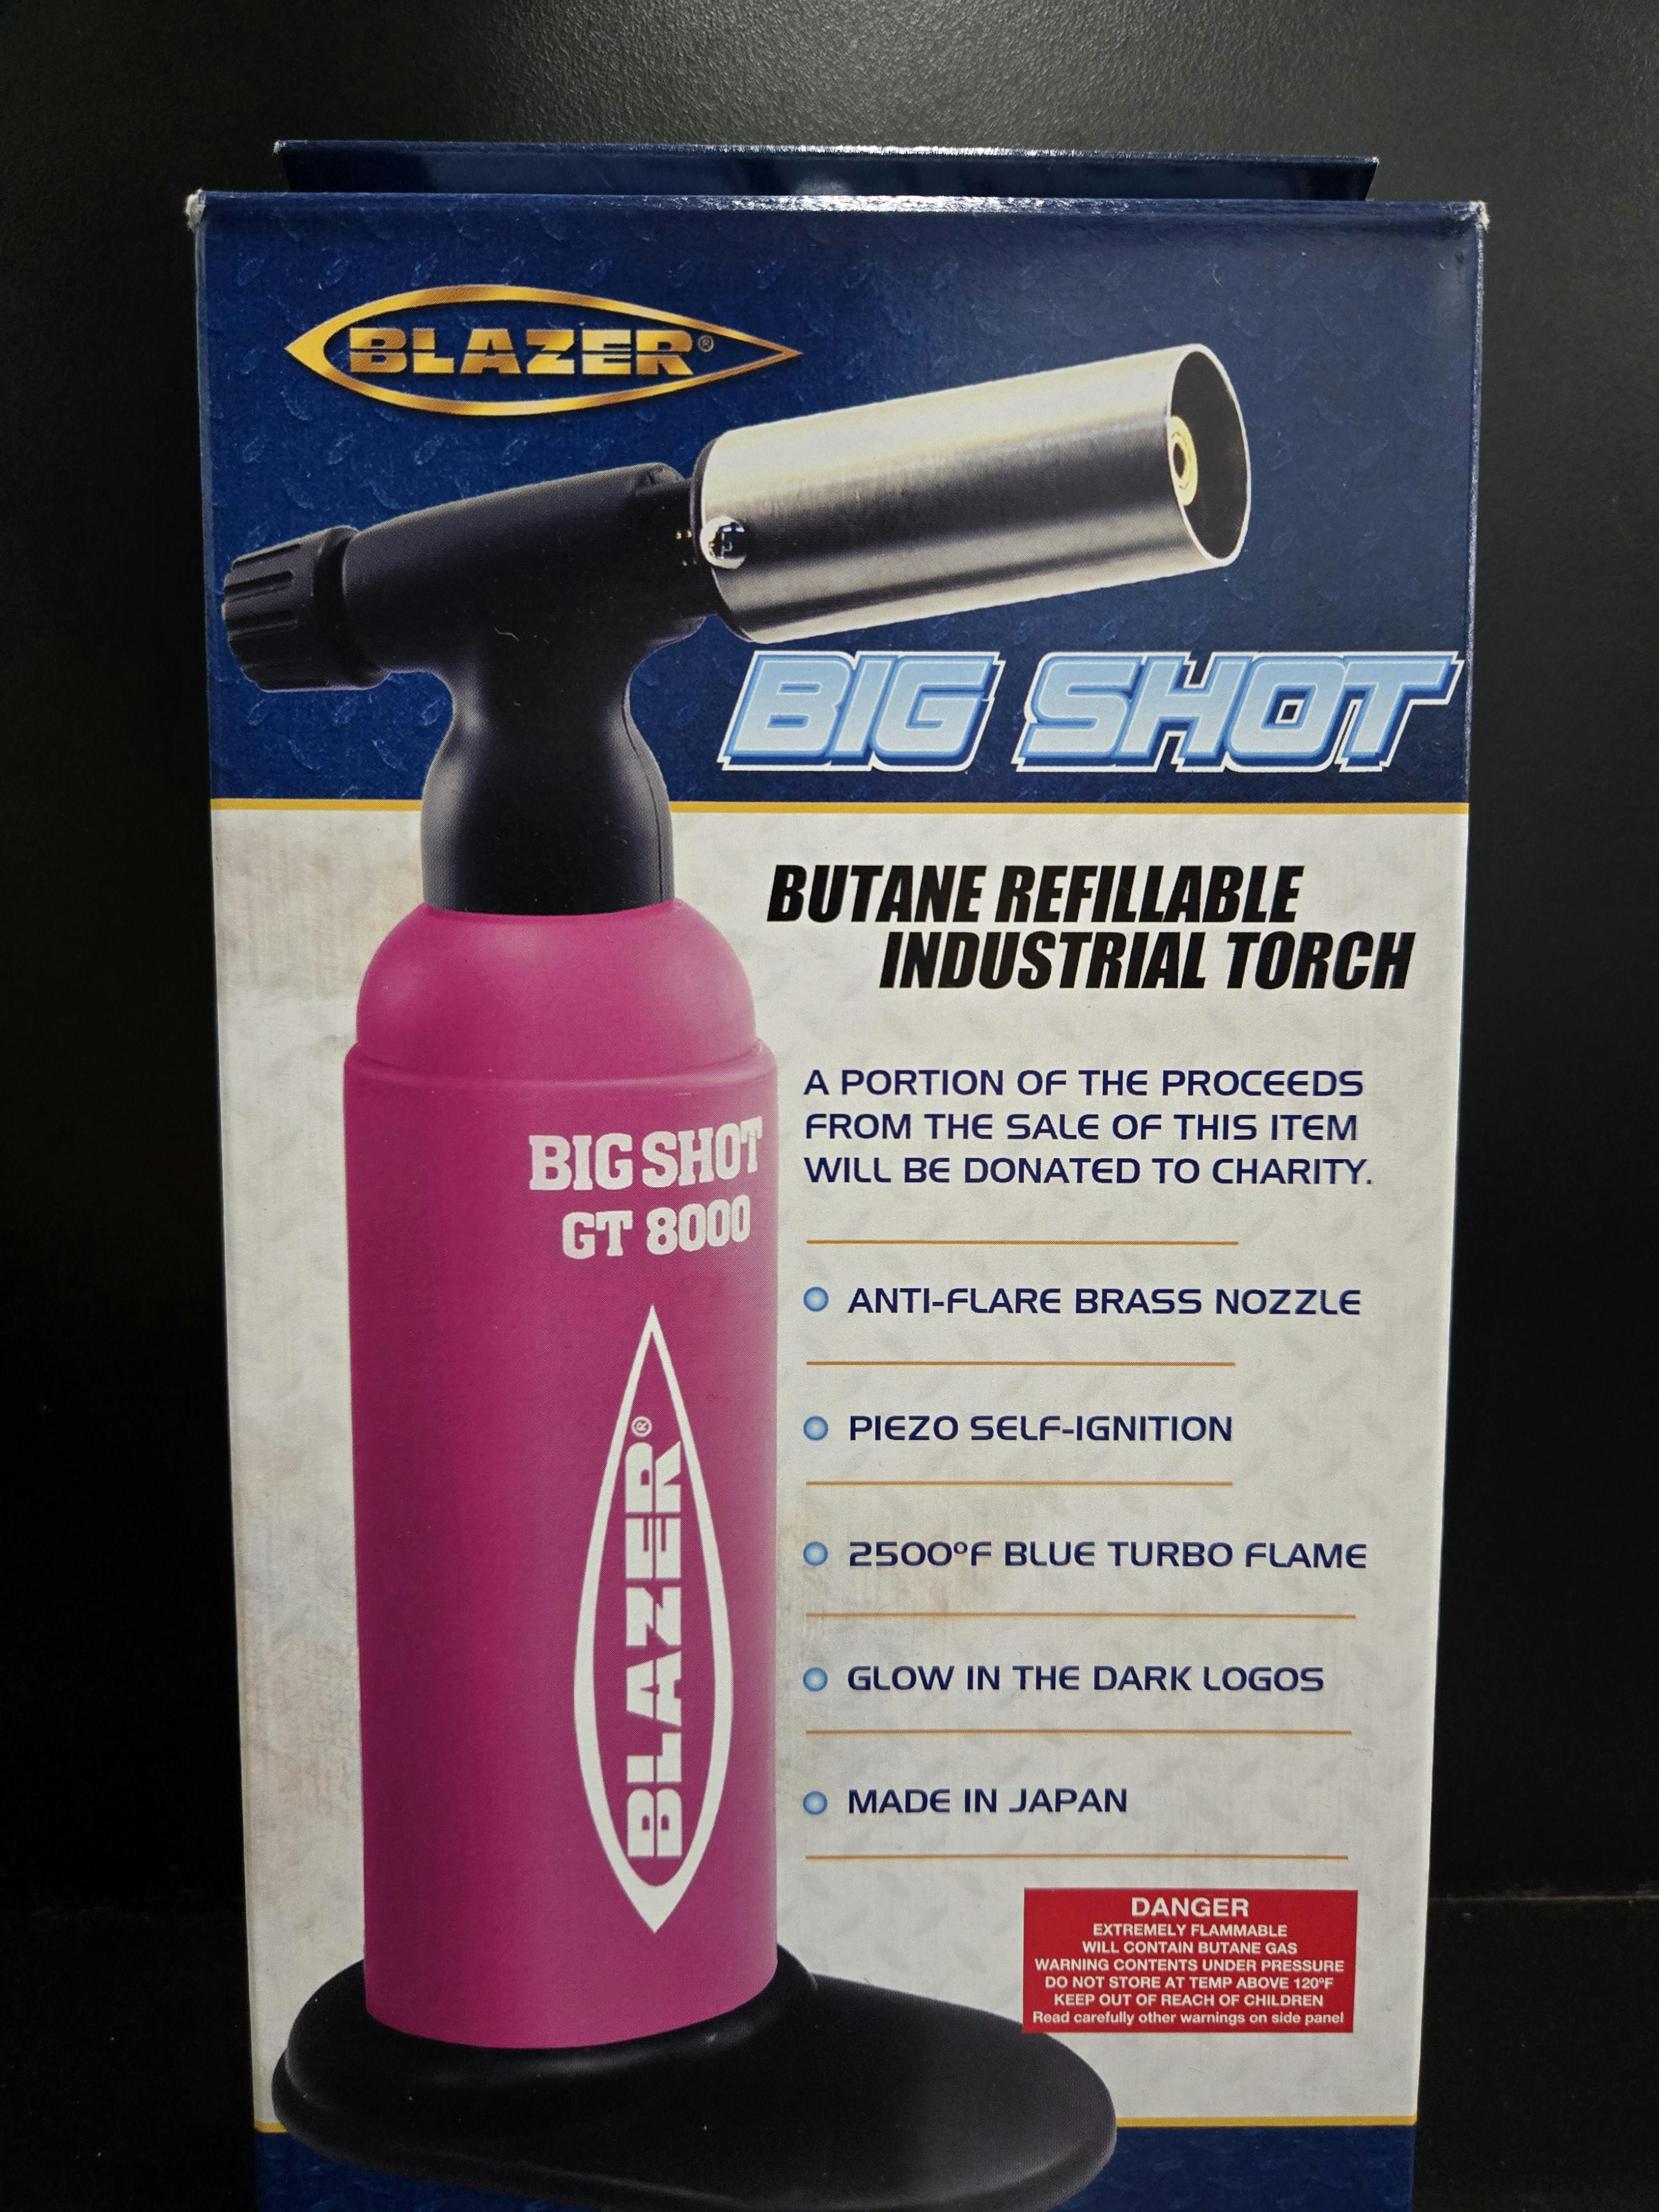 BLAZER®
BIG SHOT
BUTANE REFILLABLE
INDUSTRIAL TORCH
A PORTION OF THE PROCEEDS
FROM THE SALE OF THIS ITEM
WILL BE DONATED TO CHARITY.
BIG SHOT
GT 8000
BLAZER®
ANTI-FLARE BRASS NOZZLE
PIEZO SELF-IGNITION
2500ºF BLUE TURBO FLAME
GLOW IN THE DARK LOGOS
MADE IN JAPAN
DANGER
EXTREMELY FLAMMABLE
WILL CONTAIN BUTANE GAS
WARNING CONTENTS UNDER PRESSURE
DO NOT STORE AT TEMP ABOVE 120ºF
KEEP OUT OF REACH OF CHILDREN
Read carefully other warnings on side panel